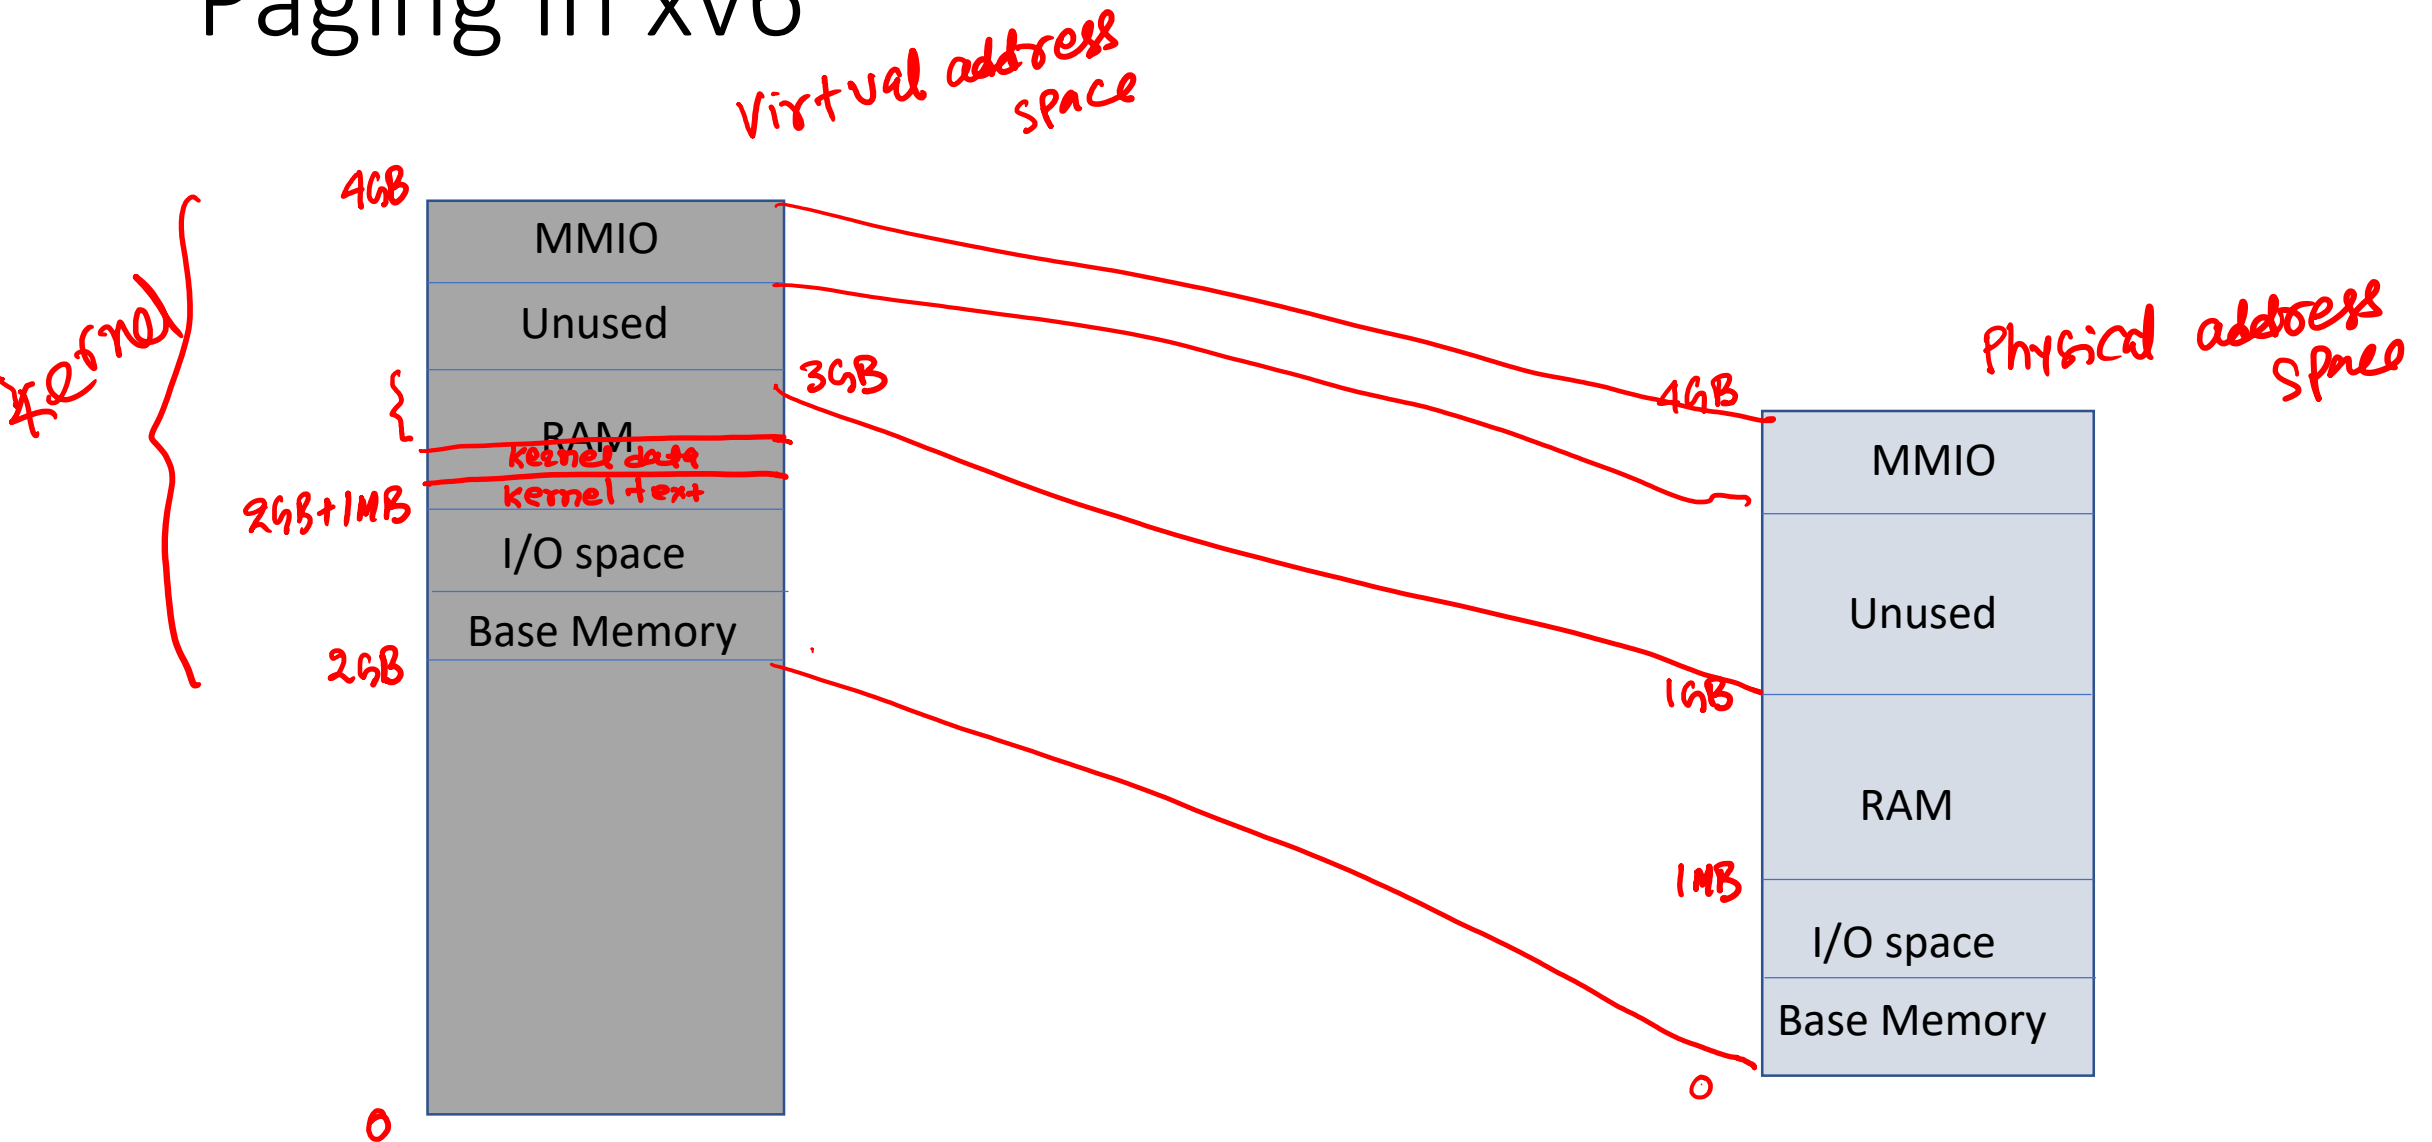 Paging in xv6
Virtual address
space
4GB
MMIO
Unused
kernel
3GB
RAM
kernel data
kernel text
2GB+1MB
I/O space
Base Memory
2GB
0
Physical address
space
4GB
MMIO
Unused
1GB
RAM
1MB
I/O space
Base Memory
0